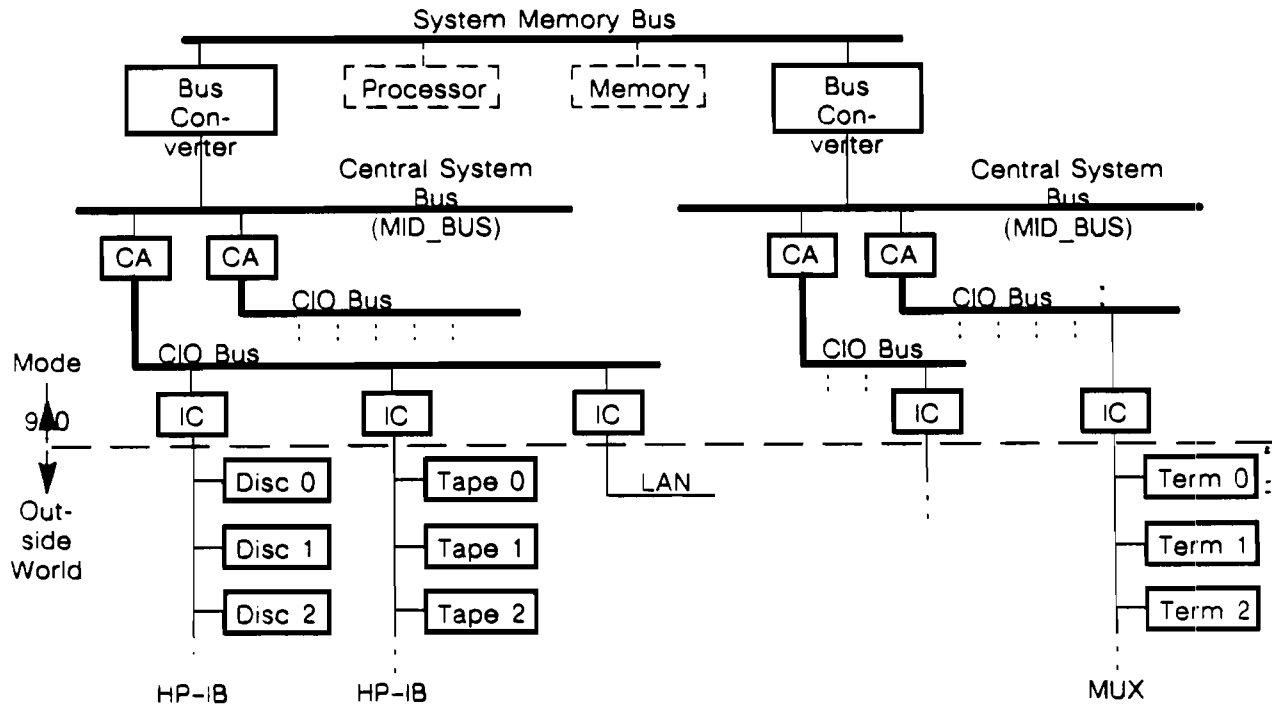 System Memory Bus
Bus
Con-
verter
Processor
Memory
Bus
Con-
verter
Central System
Bus
(MID_BUS)
Central System
Bus
(MID_BUS)
CA
CA
CA
CA
CIO Bus
CIO Bus
CIO Bus
CIO Bus
Mode
IC
IC
IC
IC
IC
Disc 0
Tape 0
LAN
Term 0
Out-
side
World
Disc 1
Tape 1
Term 1
Disc 2
Tape 2
Term 2
HP-IB
HP-IB
MUX